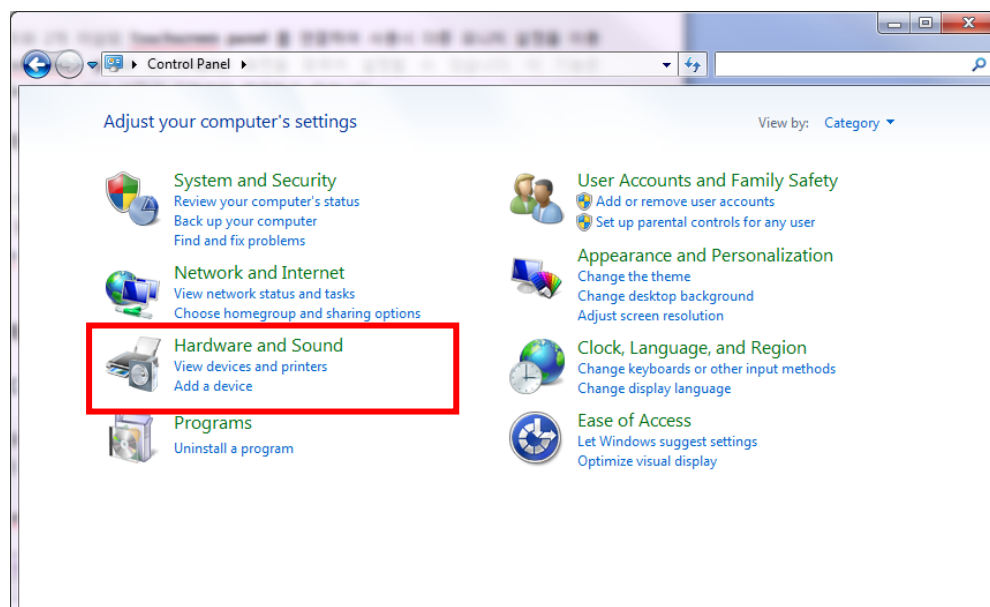 touchscreen panel
Control Panel
Adjust your computer's settings
View by: Category
System and Security
Review your computer's status
Back up your computer
Find and fix problems
Network and Internet
View network status and tasks
Choose homegroup and sharing options
Hardware and Sound
View devices and printers
Add a device
Programs
Uninstall a program
User Accounts and Family Safety
Add or remove user accounts
Set up parental controls for any user
Appearance and Personalization
Change the theme
Change desktop background
Adjust screen resolution
Clock, Language, and Region
Change keyboards or other input methods
Change display language
Ease of Access
Let Windows suggest settings
Optimize visual display